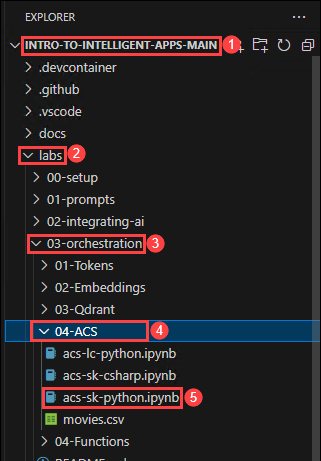 EXPLORER
INTRO-TO-INTELLIGENT-APPS-MAIN 1
.devcontainer
.github
.vscode
docs
labs 2
00-setup
01-prompts
02-integrating-ai
03-orchestration 3
01-Tokens
02-Embeddings
03-Qdrant
04-ACS 4
acs-lc-python.ipynb
acs-sk-csharp.ipynb
acs-sk-python.ipynb 5
movies.csv
04-Functions